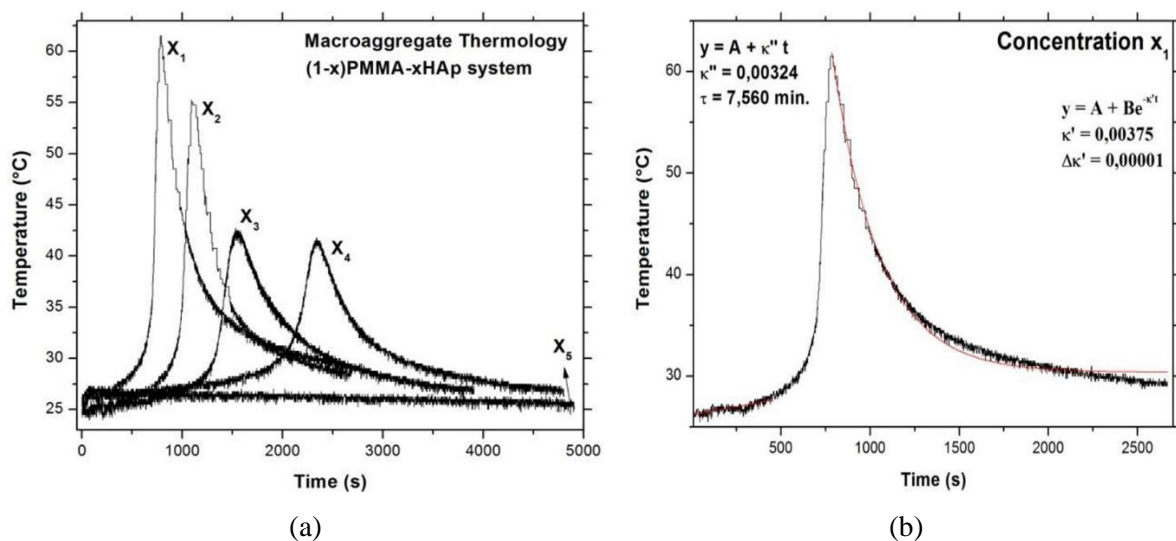 Macroaggregate Thermology
(1-x)PMMA-xHAp system
X₁
X₂
X₃
X₄
X₅
Temperature (°C)
60
55
50
45
40
35
30
25
0 1000 2000 3000 4000 5000
Time (s)
(a)
Concentration x₁
y = A + κ'' t
κ'' = 0,00324
τ = 7,560 min.
y = A + Be^-κ't
κ' = 0,00375
Δκ' = 0,00001
Temperature (°C)
60
50
40
30
500 1000 1500 2000 2500
Time (s)
(b)